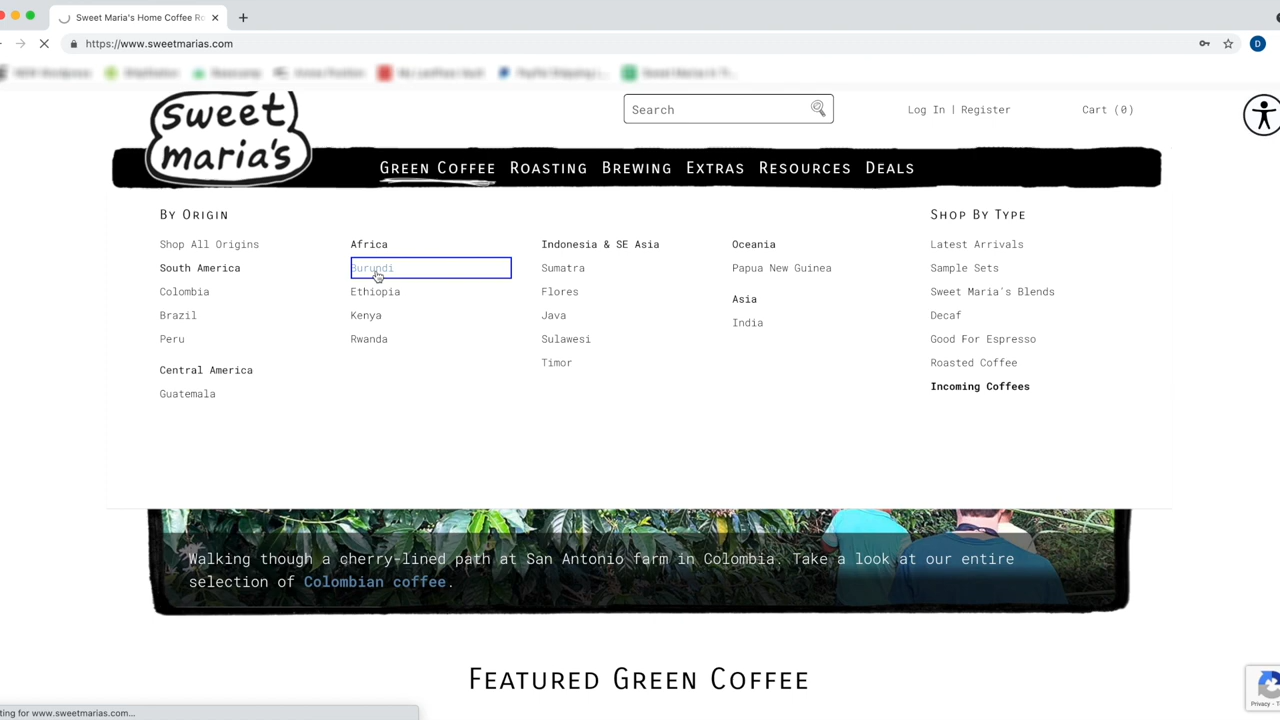 Sweet Maria's Home Coffee Ro
https://www.sweetmarias.com
sweet
maria's
Search
Log In | Register
Cart (0)
Green Coffee
Roasting
Brewing
Extras
Resources
Deals
By Origin
Shop All Origins
South America
Colombia
Brazil
Peru
Central America
Guatemala
Africa
Burundi
Ethiopia
Kenya
Rwanda
Indonesia & SE Asia
Sumatra
Flores
Java
Sulawesi
Timor
Oceania
Papua New Guinea
Asia
India
Shop By Type
Latest Arrivals
Sample Sets
Sweet Maria's Blends
Decaf
Good For Espresso
Roasted Coffee
Incoming Coffees
Walking though a cherry-lined path at San Antonio farm in Colombia. Take a look at our entire
selection of Colombian coffee.
Featured Green Coffee
Privacy - T
ting for www.sweetmarias.com...
D